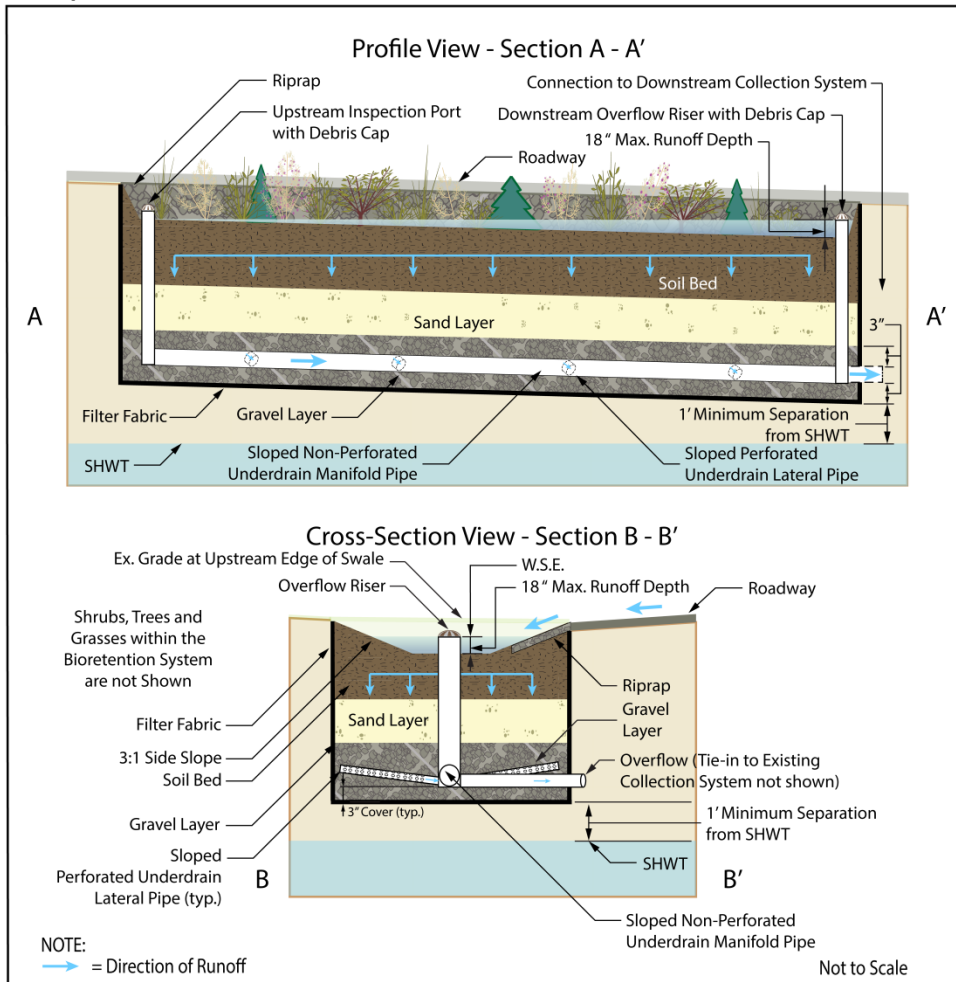 Profile View - Section A - A’
Riprap
Connection to Downstream Collection System
Upstream Inspection Port
with Debris Cap
Downstream Overflow Riser with Debris Cap
18 “ Max. Runoff Depth
Roadway
Soil Bed
A
Sand Layer
A’
3”
Filter Fabric
Gravel Layer
1’ Minimum Separation
from SHWT
SHWT
Sloped Non-Perforated
Underdrain Manifold Pipe
Sloped Perforated
Underdrain Lateral Pipe
Cross-Section View - Section B - B’
Ex. Grade at Upstream Edge of Swale
W.S.E.
Overflow Riser
18 “ Max. Runoff Depth
Roadway
Shrubs, Trees and
Grasses within the
Bioretention System
are not Shown
Riprap
Filter Fabric
Sand Layer
Gravel
Layer
3:1 Side Slope
Soil Bed
Overflow (Tie-in to Existing
Collection System not shown)
3” Cover (typ.)
Gravel Layer
1’ Minimum Separation
from SHWT
Sloped
Perforated Underdrain
Lateral Pipe (typ.)
SHWT
B
B’
Sloped Non-Perforated
Underdrain Manifold Pipe
NOTE:
= Direction of Runoff
Not to Scale